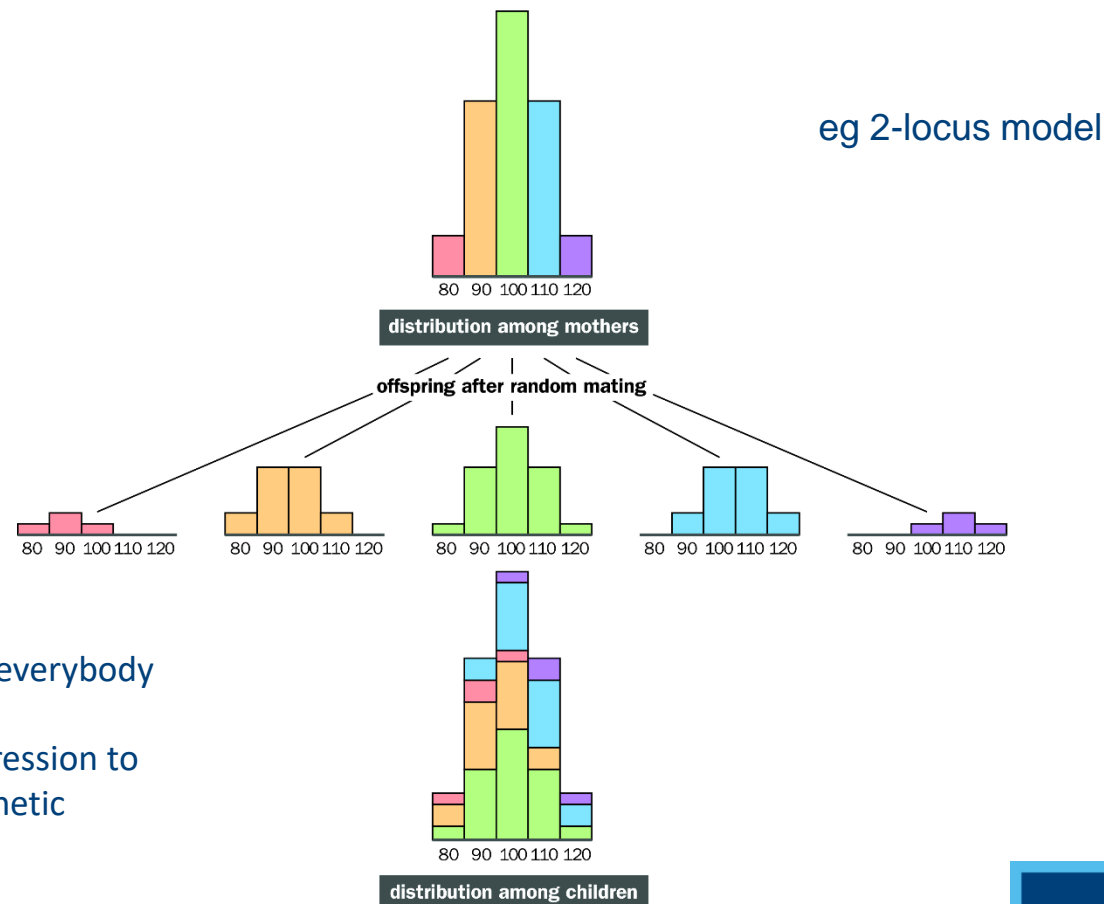 eg 2-locus model
80 90 100 110 120
distribution among mothers
offspring after random mating
80 90 100 110 120
80 90 100 110 120
80 90 100 110 120
80 90 100 110 120
80 90 100 110 120
everybody
ression to
netic
80 90 100 110 120
distribution among children